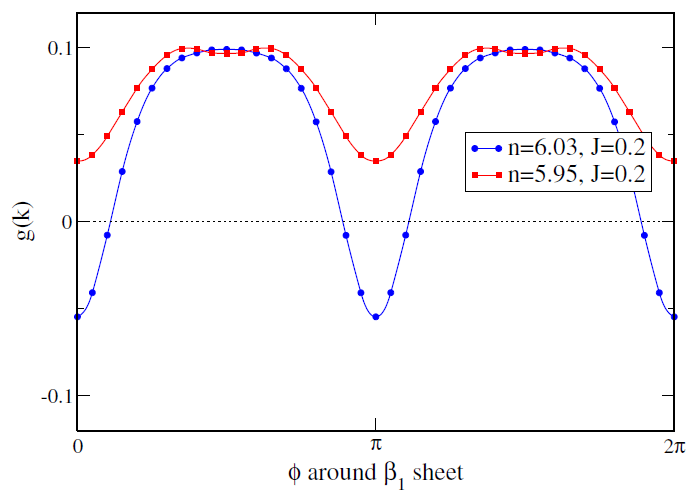 0.1
n=6.03, J=0.2
n=5.95, J=0.2
g(k)
0
-0.1
0
π
2π
ϕ around β₁ sheet